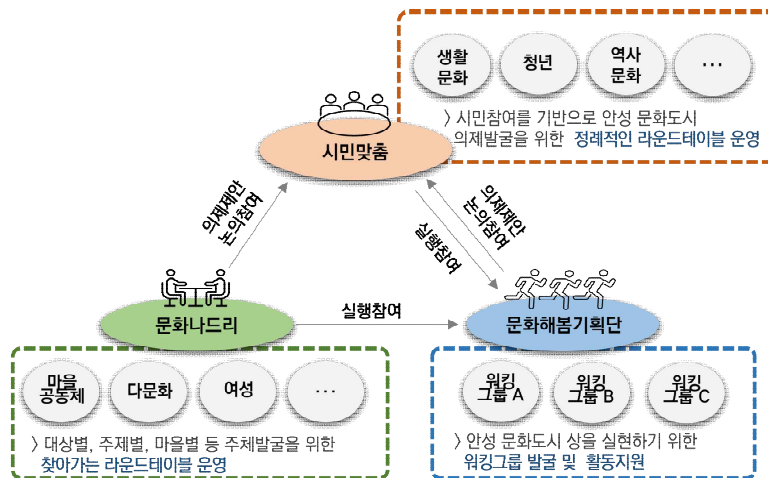 생활
문화
청년
역사
문화
...
〉시민참여를 기반으로 안성 문화도시
의제발굴을 위한 정례적인 라운드테이블 운영
시민맞춤
의제제안
논의참여
의제제안
논의참여
실행참여
문화나드리
실행참여
문화해봄기획단
마을
공동체
다문화
여성
...
〉대상별, 주제별, 마을별 등 주체발굴을 위한
찾아가는 라운드테이블 운영
워킹
그룹 A
워킹
그룹 B
워킹
그룹 C
〉안성 문화도시 상을 실현하기 위한
워킹그룹 발굴 및 활동지원